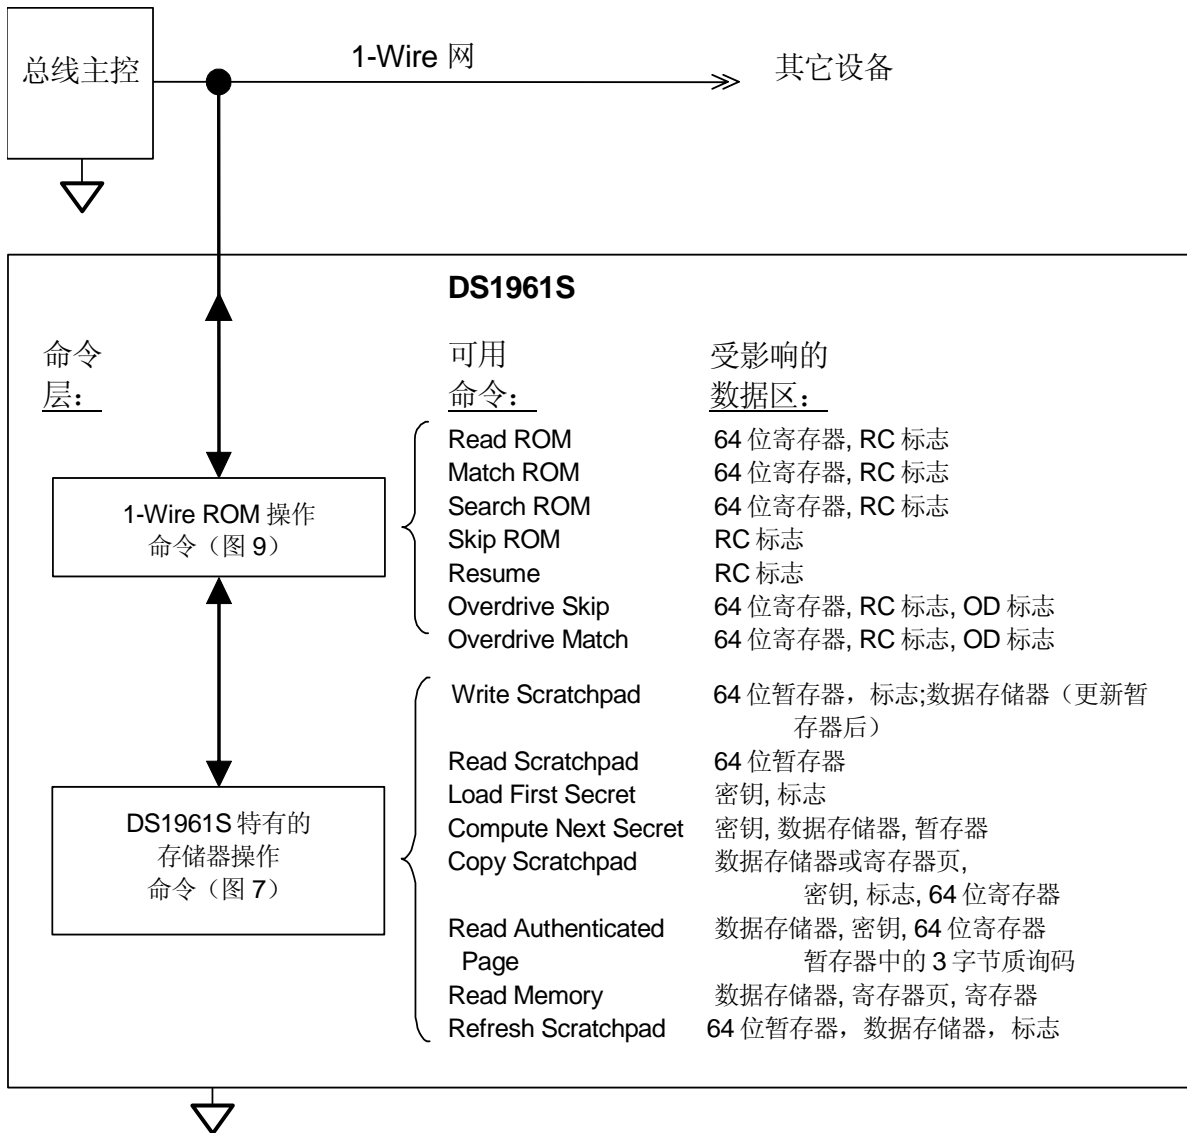 总线主控
1-Wire 网
其它设备
DS1961S
命令
层：
可用
命令：
受影响的
数据区：
1-Wire ROM 操作
命令（图 9）
Read ROM 64 位寄存器, RC 标志
Match ROM 64 位寄存器, RC 标志
Search ROM 64 位寄存器, RC 标志
Skip ROM RC 标志
Resume RC 标志
Overdrive Skip 64 位寄存器, RC 标志, OD 标志
Overdrive Match 64 位寄存器, RC 标志, OD 标志
DS1961S 特有的
存储器操作
命令（图 7）
Write Scratchpad 64 位暂存器，标志;数据存储器（更新暂
存器后）
Read Scratchpad 64 位暂存器
Load First Secret 密钥, 标志
Compute Next Secret 密钥, 数据存储器, 暂存器
Copy Scratchpad 数据存储器或寄存器页,
密钥, 标志, 64 位寄存器
Read Authenticated 数据存储器, 密钥, 64 位寄存器
Page 暂存器中的 3 字节质询码
Read Memory 数据存储器, 寄存器页, 寄存器
Refresh Scratchpad 64 位暂存器，数据存储器，标志